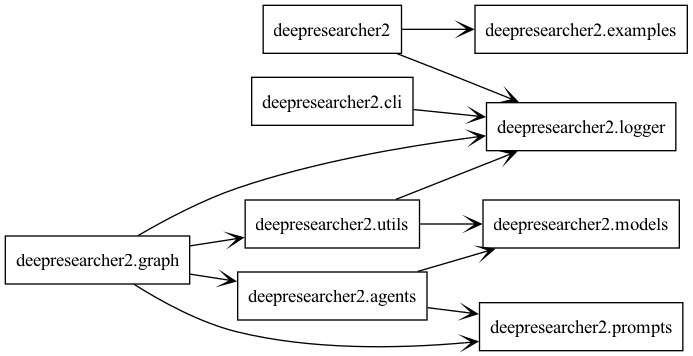 deepresearcher2
deepresearcher2.examples
deepresearcher2.cli
deepresearcher2.logger
deepresearcher2.utils
deepresearcher2.models
deepresearcher2.graph
deepresearcher2.agents
deepresearcher2.prompts